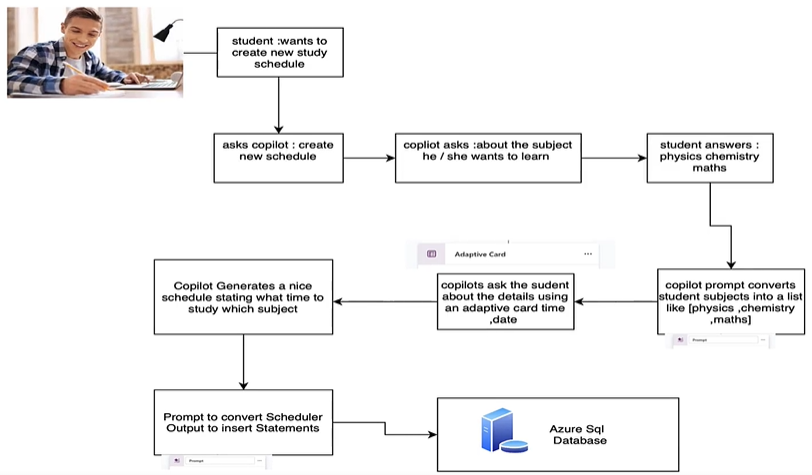 student :wants to
create new study
schedule
asks copilot : create
new schedule
copliot asks :about the subject
he / she wants to learn
student answers :
physics chemistry
maths
Adaptive Card
Copilot Generates a nice
schedule stating what time to
study which subject
copilots ask the sudent
about the details using
an adaptive card time
,date
copilot prompt converts
student subjects into a list
like [physics ,chemistry
,maths]
Prompt
Prompt to convert Scheduler
Output to insert Statements
Prompt
Azure Sql
Database